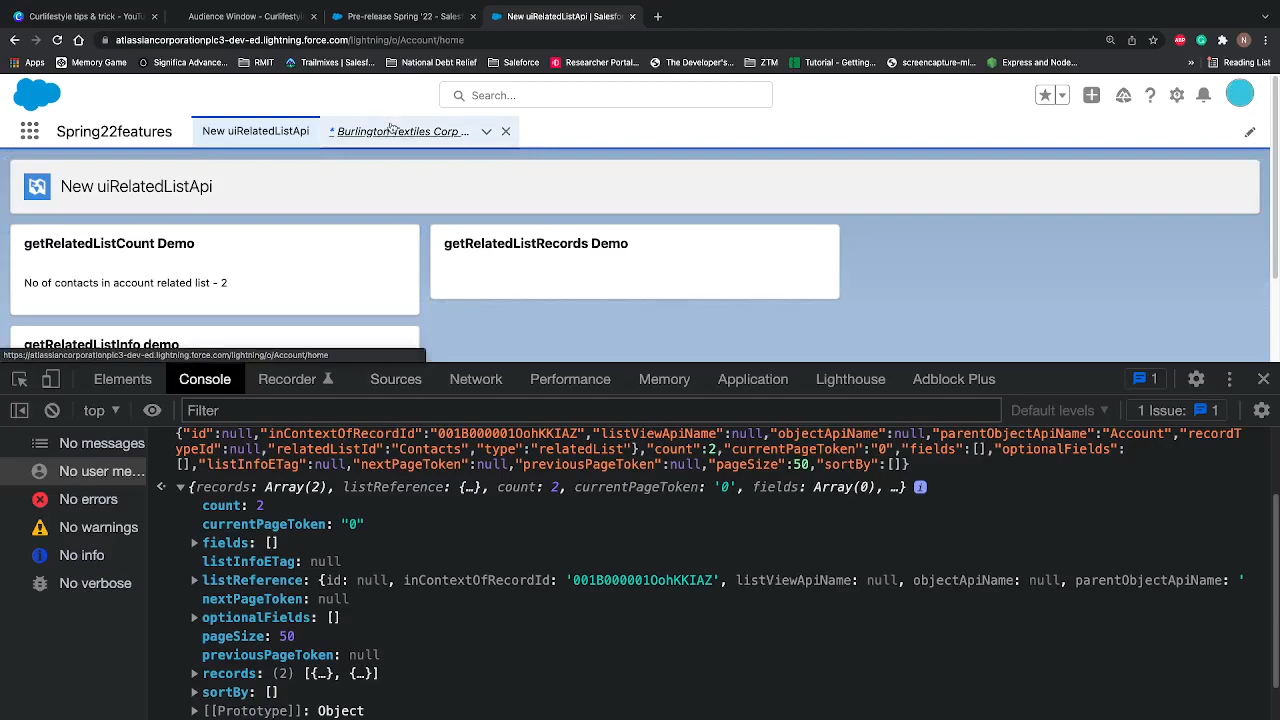 Curlifestyle tips & trick - YouT
Audience Window - Curlifestyl
Pre-release Spring '22 - Sales
New uiRelatedListApi | Salesfo
atlassiancorporationplc3-dev-ed.lightning.force.com/lightning/o/Account/home
Apps
Memory Game
Significa Advance...
RMIT
Trailmixes | Salesf...
National Debt Relief
Salesforce
Researcher Portal...
The Developer's...
ZTM
Tutorial - Getting...
screencapture-ml...
Express and Node...
»
Reading List
Search...
Spring22features
New uiRelatedListApi
* Burlington Textiles Corp ...
New uiRelatedListApi
getRelatedListCount Demo
getRelatedListRecords Demo
No of contacts in account related list - 2
getRelatedListInfo demo
https://atlassiancorporationplc3-dev-ed.lightning.force.com/lightning/o/Account/home
Elements
Console
Recorder
Sources
Network
Performance
Memory
Application
Lighthouse
Adblock Plus
1
top
Filter
Default levels
1 Issue: 1
No messages
No user me...
No errors
No warnings
No info
No verbose
{"id":null,"inContextOfRecordId":"001B000001OohKKIAZ","listViewApiName":null,"objectApiName":null,"parentObjectApiName":"Account","recordT
ypeId":null,"relatedListId":"Contacts","type":"relatedList"},"count":2,"currentPageToken":"0","fields":[],"optionalFields":
[],"listInfoETag":null,"nextPageToken":null,"previousPageToken":null,"pageSize":50,"sortBy":[]}
{records: Array(2), listReference: {…}, count: 2, currentPageToken: '0', fields: Array(0), …}
count: 2
currentPageToken: "0"
fields: []
listInfoETag: null
listReference: {id: null, inContextOfRecordId: '001B000001OohKKIAZ', listViewApiName: null, objectApiName: null, parentObjectApiName: '
nextPageToken: null
optionalFields: []
pageSize: 50
previousPageToken: null
records: (2) [{…}, {…}]
sortBy: []
[[Prototype]]: Object